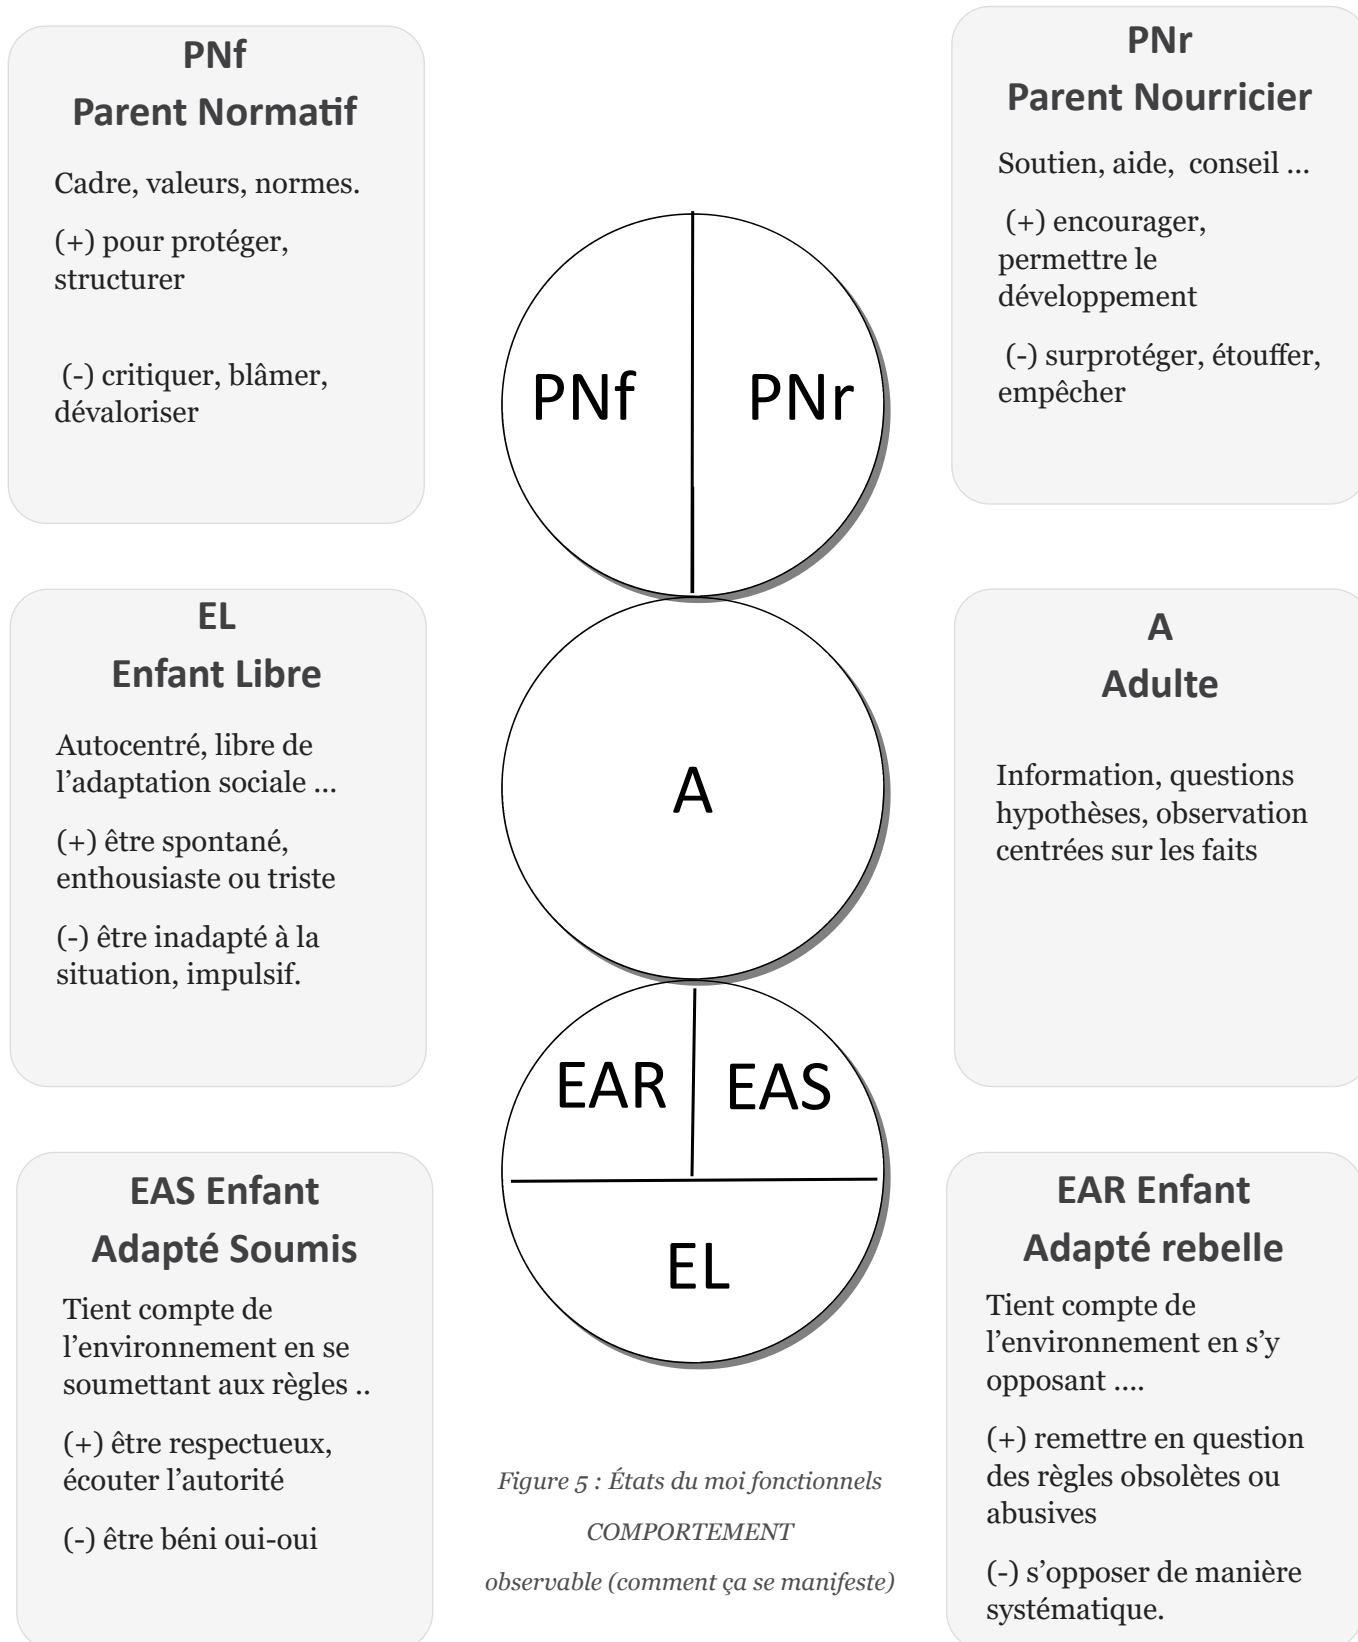 PNf
Parent Normatif
Cadre, valeurs, normes.
(+) pour protéger,
structurer
(-) critiquer, blâmer,
dévaloriser
PNr
Parent Nourricier
Soutien, aide, conseil ...
(+) encourager,
permettre le
développement
(-) surprotéger, étouffer,
empêcher
PNf
PNr
EL
Enfant Libre
Autocentré, libre de
l’adaptation sociale ...
(+) être spontané,
enthousiaste ou triste
(-) être inadapté à la
situation, impulsif.
A
A
Adulte
Information, questions
hypothèses, observation
centrées sur les faits
EAR
EAS
EL
EAS Enfant
Adapté Soumis
Tient compte de
l’environnement en se
soumettant aux règles ..
(+) être respectueux,
écouter l’autorité
(-) être béni oui-oui
Figure 5 : États du moi fonctionnels
COMPORTEMENT
observable (comment ça se manifeste)
EAR Enfant
Adapté rebelle
Tient compte de
l’environnement en s’y
opposant ....
(+) remettre en question
des règles obsolètes ou
abusives
(-) s’opposer de manière
systématique.